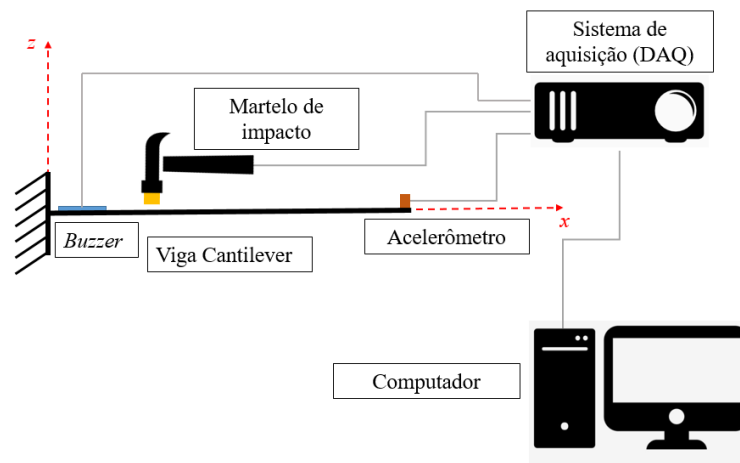 z
Sistema de
aquisição (DAQ)
Martelo de
impacto
x
Buzzer
Viga Cantilever
Acelerômetro
Computador